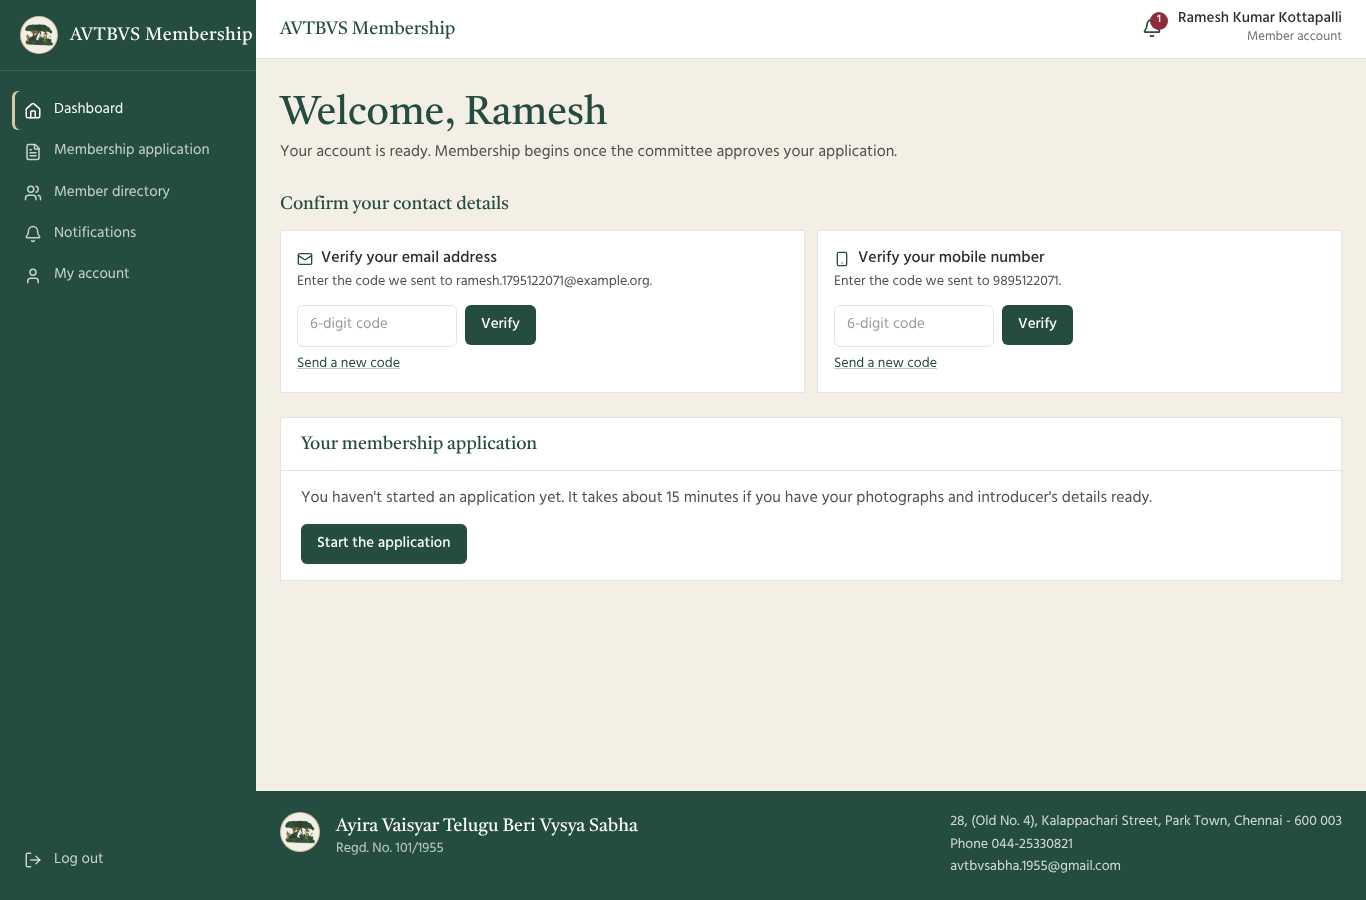 AVTBVS Membership
Dashboard
Membership application
Member directory
Notifications
My account
Log out
AVTBVS Membership
1
Ramesh Kumar Kottapalli
Member account
Welcome, Ramesh
Your account is ready. Membership begins once the committee approves your application.
Confirm your contact details
Verify your email address
Enter the code we sent to ramesh.1795122071@example.org.
6-digit code
Verify
Send a new code
Verify your mobile number
Enter the code we sent to 9895122071.
6-digit code
Verify
Send a new code
Your membership application
You haven't started an application yet. It takes about 15 minutes if you have your photographs and introducer's details ready.
Start the application
Ayira Vaisyar Telugu Beri Vysya Sabha
Regd. No. 101/1955
28, (Old No. 4), Kalappachari Street, Park Town, Chennai - 600 003
Phone 044-25330821
avtbvsabha.1955@gmail.com